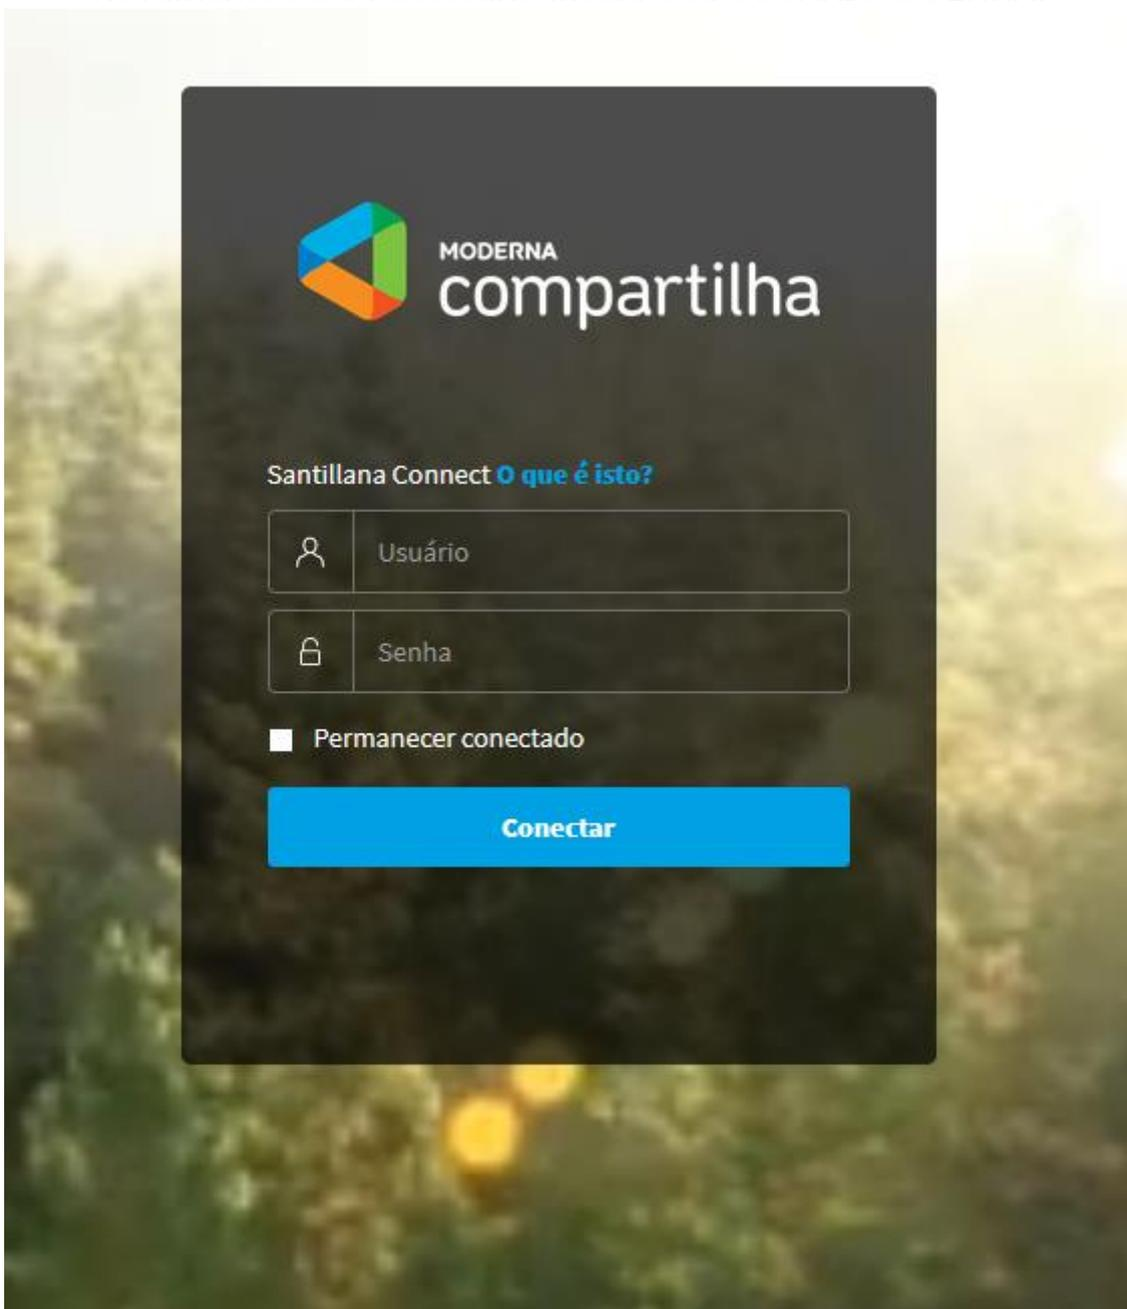 MODERNA
compartilha
Santillana Connect O que é isto?
Usuário
Senha
Permanecer conectado
Conectar